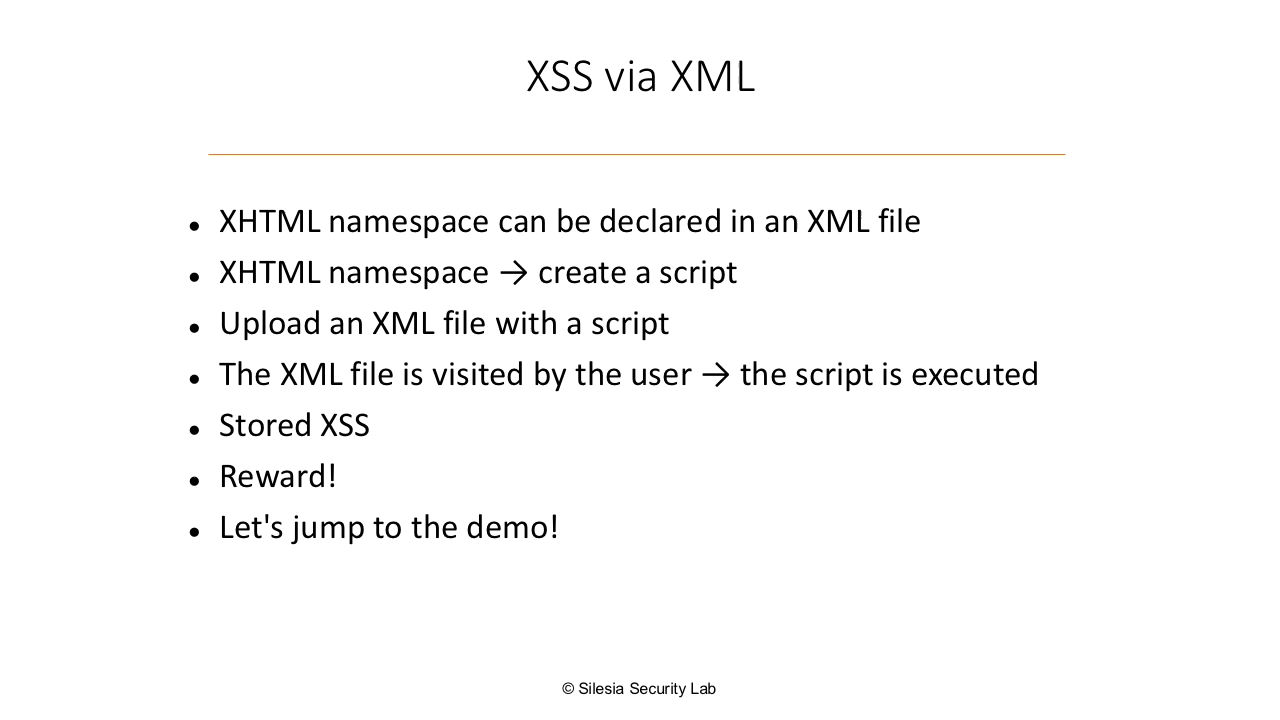 XSS via XML
• XHTML namespace can be declared in an XML file
• XHTML namespace → create a script
• Upload an XML file with a script
• The XML file is visited by the user → the script is executed
• Stored XSS
• Reward!
• Let's jump to the demo!
© Silesia Security Lab